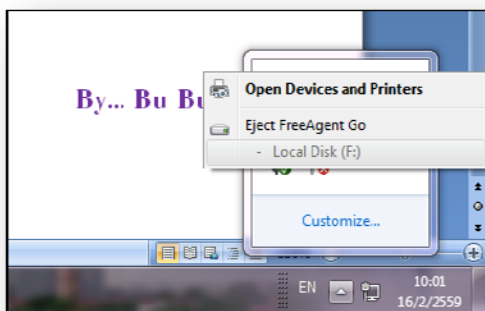 By... Bu Bu
Open Devices and Printers
Eject FreeAgent Go
- Local Disk (F:)
Customize...
EN
10:01
16/2/2559